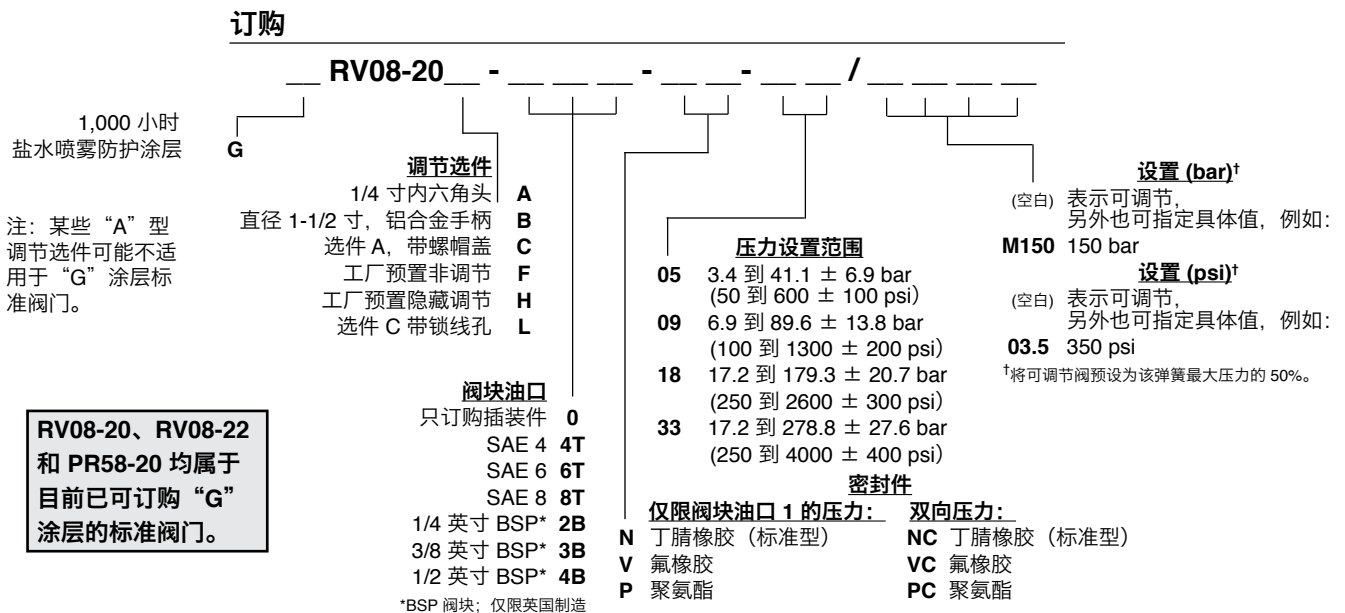 订购
__ RV08-20__ - __ __ __ - __ __- __ __ / __ __ __ __
1,000 小时
盐水喷雾防护涂层 G
注：某些“A”型
调节选件可能不适
用于“G”涂层标
准阀门。
调节选件
1/4 寸内六角头 A
直径 1-1/2 寸，铝合金手柄 B
选件 A，带螺帽盖 C
工厂预置非调节 F
工厂预置隐藏调节 H
选件 C 带锁线孔 L
阀块油口
只订购插装件 0
SAE 4 4T
SAE 6 6T
SAE 8 8T
1/4 英寸 BSP* 2B
3/8 英寸 BSP* 3B
1/2 英寸 BSP* 4B
*BSP 阀块；仅限英国制造
RV08-20、RV08-22
和 PR58-20 均属于
目前已可订购“G”
涂层的标准阀门。
压力设置范围
05 3.4 到 41.1 ± 6.9 bar
(50 到 600 ± 100 psi)
09 6.9 到 89.6 ± 13.8 bar
(100 到 1300 ± 200 psi）
18 17.2 到 179.3 ± 20.7 bar
(250 到 2600 ± 300 psi）
33 17.2 到 278.8 ± 27.6 bar
(250 到 4000 ± 400 psi）
密封件
仅限阀块油口 1 的压力： 双向压力：
N 丁腈橡胶（标准型） NC 丁腈橡胶（标准型）
V 氟橡胶 VC 氟橡胶
P 聚氨酯 PC 聚氨酯
设置 (bar)†
(空白) 表示可调节，
另外也可指定具体值，例如：
M150 150 bar
设置 (psi)†
(空白) 表示可调节，
另外也可指定具体值，例如：
03.5 350 psi
†将可调节阀预设为该弹簧最大压力的 50%。